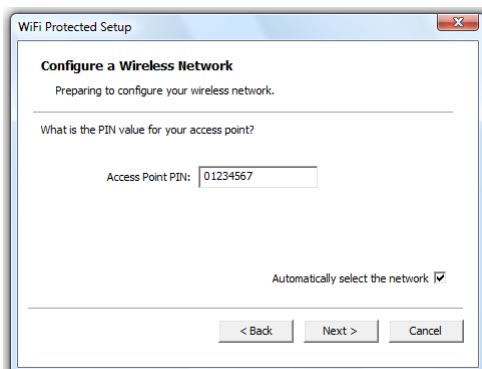 WiFi Protected Setup
Configure a Wireless Network
Preparing to configure your wireless network.
What is the PIN value for your access point?
Access Point PIN: 01234567
Automatically select the network
< Back Next > Cancel